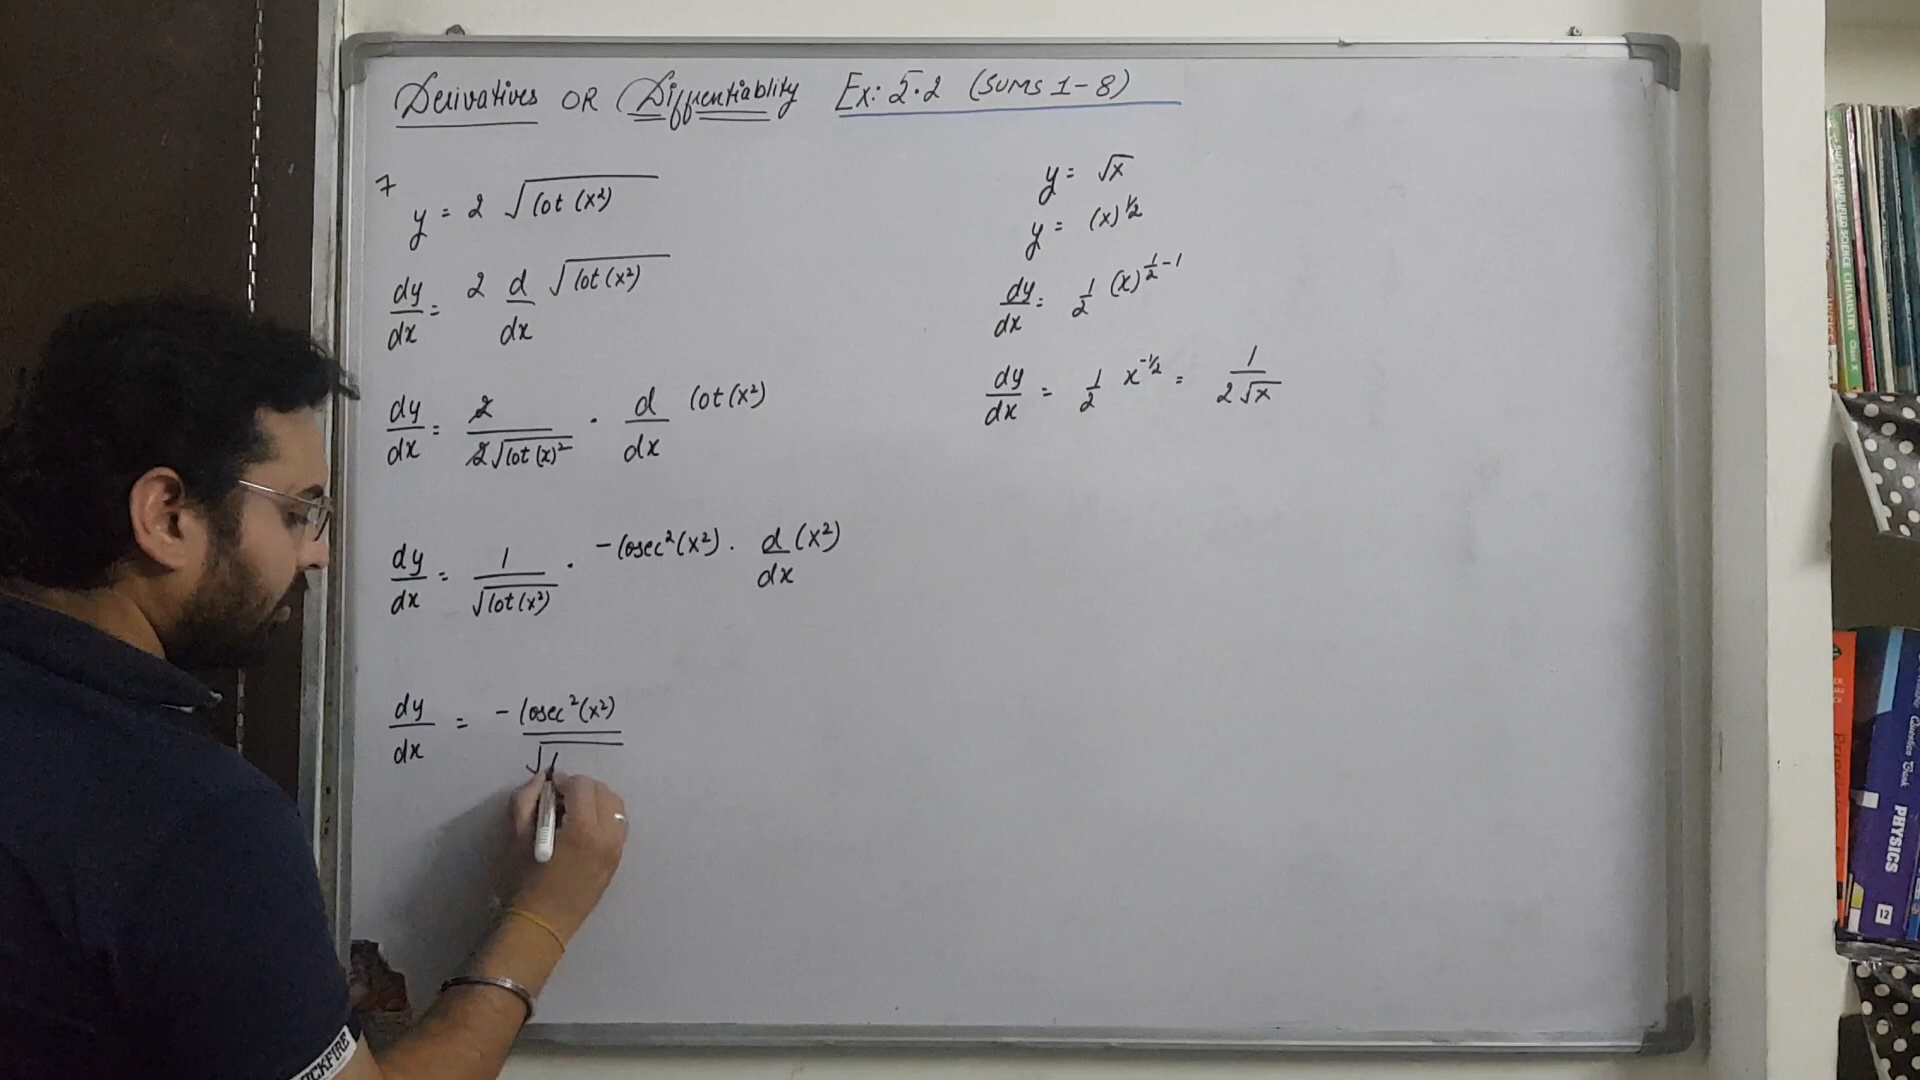 Derivatives OR Differentiablity Ex: 5.2 (SUMS 1-8)
7
y = 2 √cot (x²)
dy/dx = 2 d/dx √cot (x²)
dy/dx = 2/2√cot (x)² . d/dx cot (x²)
dy/dx = 1/√cot (x²) . -cosec² (x²) . d/dx (x²)
dy/dx = -cosec² (x²)/√
y = √x
y = (x)^1/2
dy/dx = 1/2 (x)^1/2-1
dy/dx = 1/2 x^-1/2 = 1/2√x
CHEMISTRY
PHYSICS
12